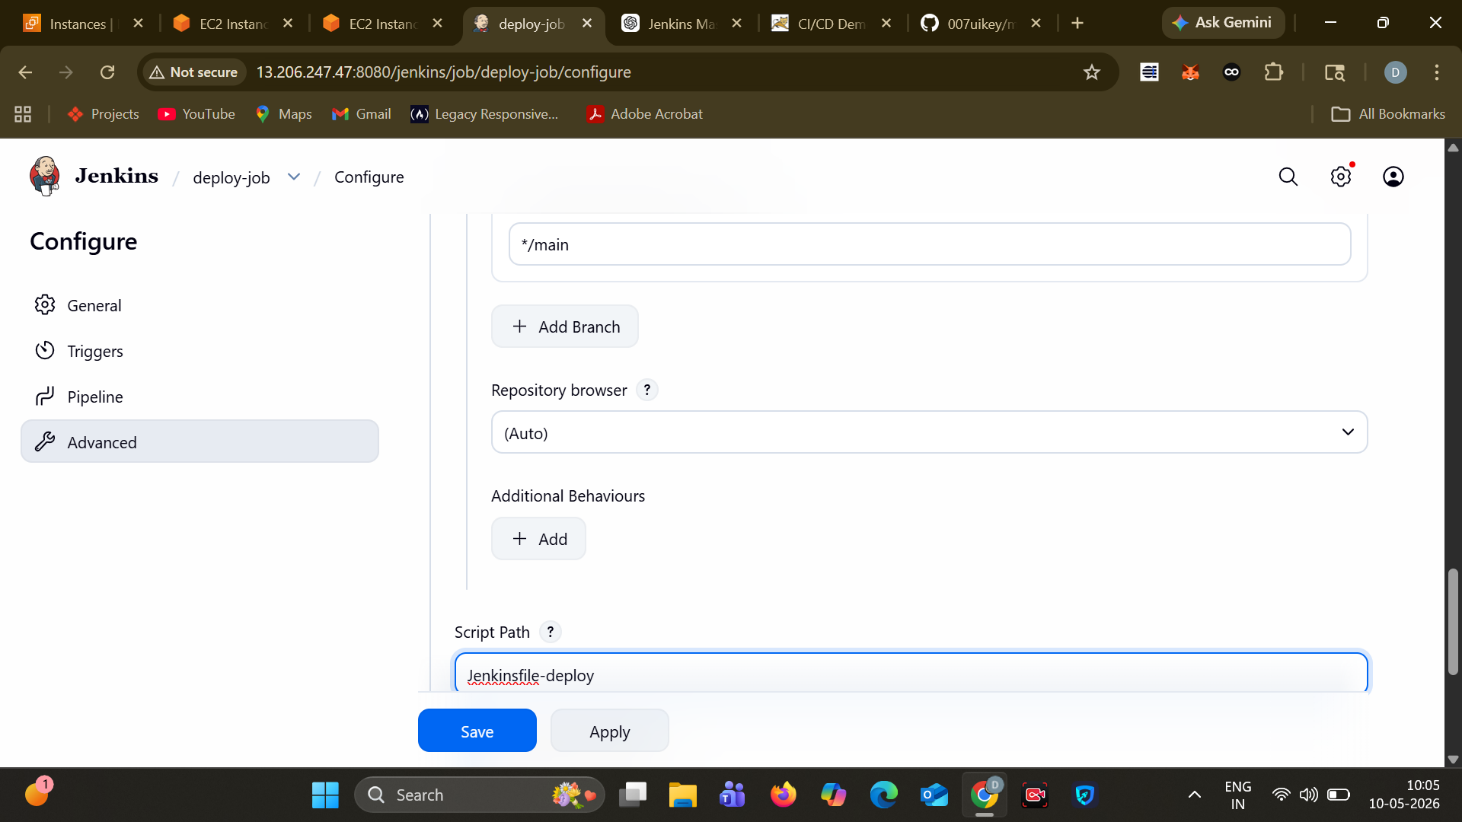 Instances |
EC2 Instanc
EC2 Instanc
deploy-job
Jenkins Ma
CI/CD Dem
007uikey/m
Ask Gemini
Not secure
13.206.247.47:8080/jenkins/job/deploy-job/configure
D
Projects
YouTube
Maps
Gmail
Legacy Responsive...
Adobe Acrobat
All Bookmarks
Jenkins / deploy-job / Configure
Configure
General
Triggers
Pipeline
Advanced
*/main
+ Add Branch
Repository browser ?
(Auto)
Additional Behaviours
+ Add
Script Path ?
Jenkinsfile-deploy
Save
Apply
1
Search
D
ENG
IN
10:05
10-05-2026